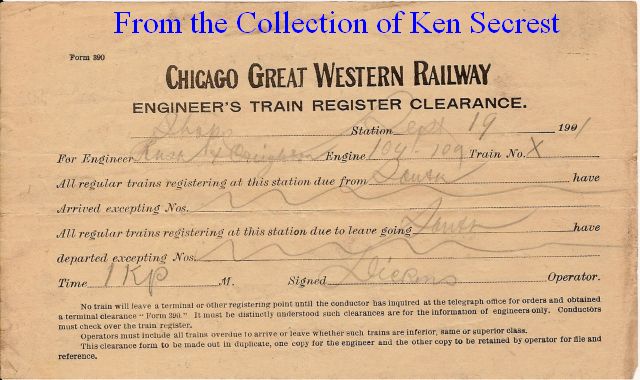 From the Collection of Ken Secrest
Form 390
CHICAGO GREAT WESTERN RAILWAY
ENGINEER'S TRAIN REGISTER CLEARANCE.
Shops Station Sept 19 1901
For Engineer & Creighton Engine 104 109 Train No. X
All regular trains registering at this station due from South have
Arrived excepting Nos.
All regular trains registering at this station due to leave going South have
departed excepting Nos.
Time 1 KP M. Signed Operator.
No train will leave a terminal or other registering point until the conductor has inquired at the telegraph office for orders and obtained
a terminal clearance "Form 390." It must be distinctly understood such clearances are for the information of engineers only. Conductors
must check over the train register.
Operators must include all trains overdue to arrive or leave whether such trains are inferior, same or superior class.
This clearance form to be made out in duplicate, one copy for the engineer and the other copy to be retained by operator for file and
reference.